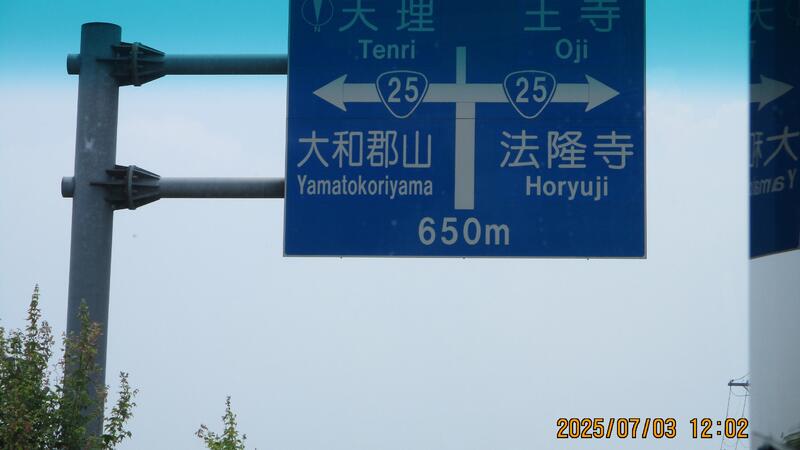 N
天理 王寺
Tenri Oji
25 25
大和郡山 法隆寺
Yamatokoriyama Horyuji
650m
2025/07/03 12:02